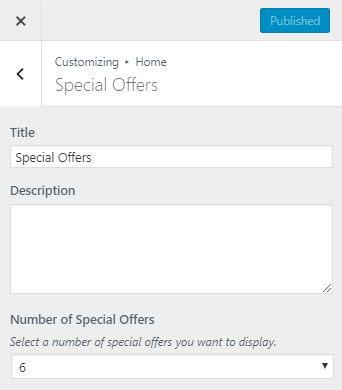 Published
Customizing ▸ Home
Special Offers
Title
Special Offers
Description
Number of Special Offers
Select a number of special offers you want to display.
6